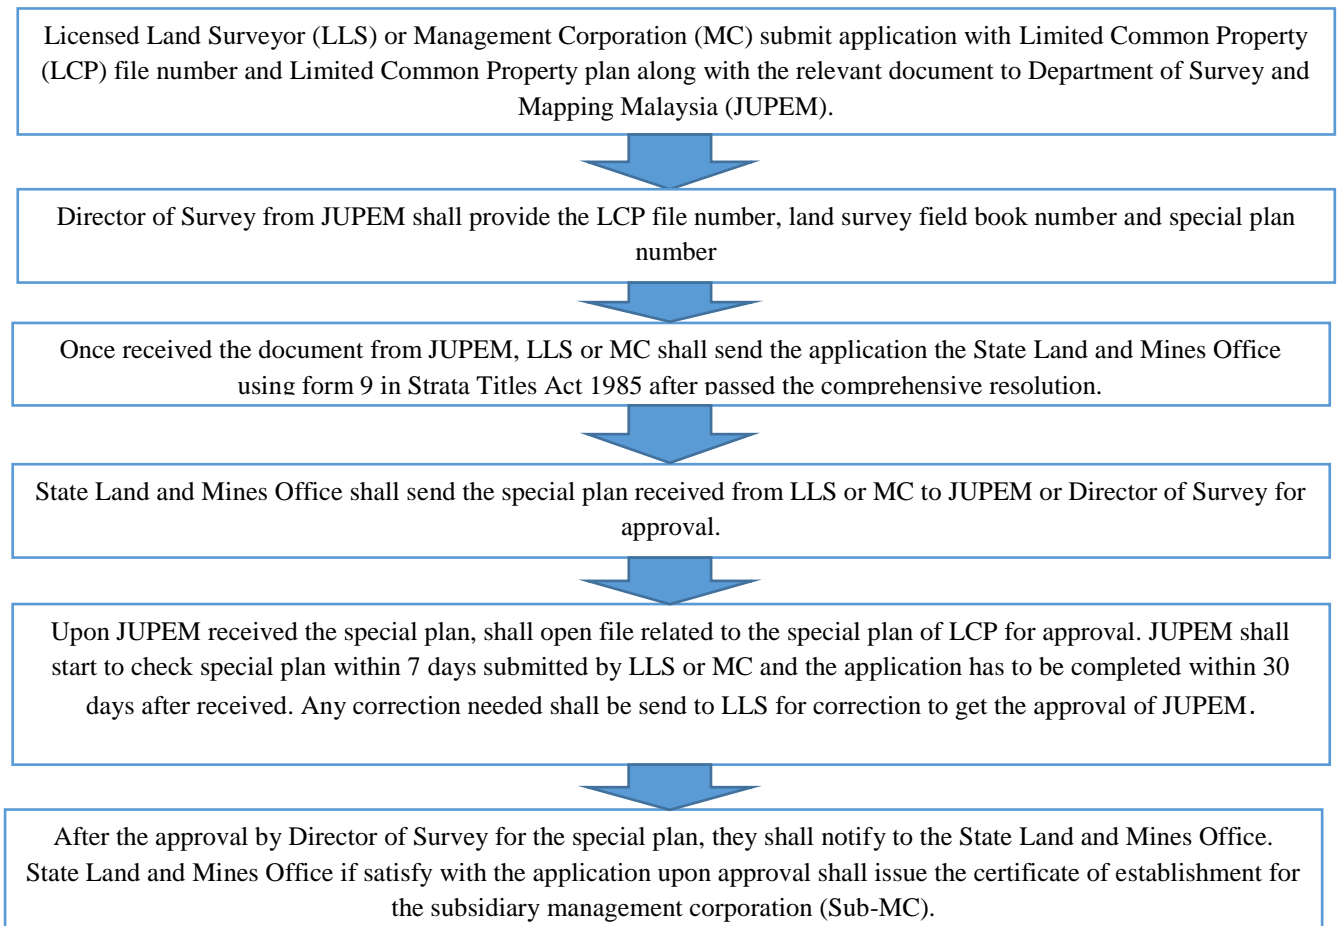 Licensed Land Surveyor (LLS) or Management Corporation (MC) submit application with Limited Common Property
(LCP) file number and Limited Common Property plan along with the relevant document to Department of Survey and
Mapping Malaysia (JUPEM).
Director of Survey from JUPEM shall provide the LCP file number, land survey field book number and special plan
number
Once received the document from JUPEM, LLS or MC shall send the application the State Land and Mines Office
using form 9 in Strata Titles Act 1985 after passed the comprehensive resolution.
State Land and Mines Office shall send the special plan received from LLS or MC to JUPEM or Director of Survey for
approval.
Upon JUPEM received the special plan, shall open file related to the special plan of LCP for approval. JUPEM shall
start to check special plan within 7 days submitted by LLS or MC and the application has to be completed within 30
days after received. Any correction needed shall be send to LLS for correction to get the approval of JUPEM.
After the approval by Director of Survey for the special plan, they shall notify to the State Land and Mines Office.
State Land and Mines Office if satisfy with the application upon approval shall issue the certificate of establishment for
the subsidiary management corporation (Sub-MC).